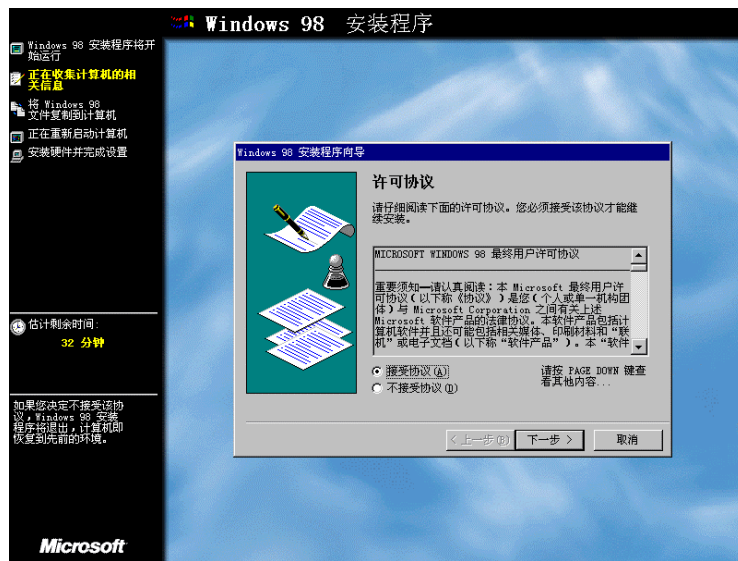 Windows 98 安装程序
Windows 98 安装程序将开
始运行
正在收集计算机的相
关信息
将 Windows 98
文件复制到计算机
正在重新启动计算机
安装硬件并完成设置
估计剩余时间:
32 分钟
如果您决定不接受该协
议,Windows 98 安装
程序将退出,计算机即
恢复到先前的环境。
Microsoft
Windows 98 安装程序向导
许可协议
请仔细阅读下面的许可协议。您必须接受该协议才能继
续安装。
MICROSOFT WINDOWS 98 最终用户许可协议
重要须知—请认真阅读:本 Microsoft 最终用户许
可协议(以下称《协议》)是您(个人或单一机构团
体)与 Microsoft Corporation 之间有关上述
Microsoft 软件产品的法律协议。本软件产品包括计
算机软件并且还可能包括相关媒体、印刷材料和“联
机”或电子文档(以下称“软件产品”)。本“软件
接受协议(A)
不接受协议(D)
请按 PAGE DOWN 键查
看其他内容...
< 上一步(B)
下一步 >
取消